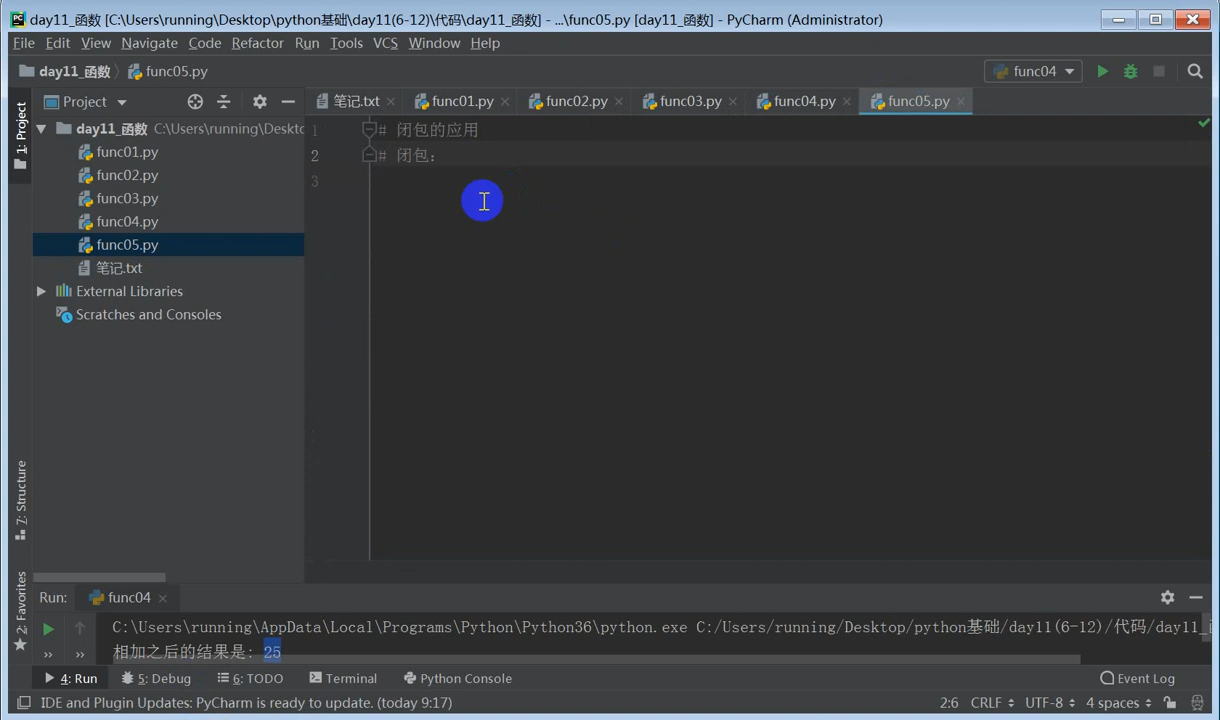 day11_函数 [C:\Users\running\Desktop\python基础\day11(6-12)\代码\day11_函数] - ...\func05.py [day11_函数] - PyCharm (Administrator)
File Edit View Navigate Code Refactor Run Tools VCS Window Help
day11_函数 func05.py func04
1: Project
Project 笔记.txt func01.py func02.py func03.py func04.py func05.py
day11_函数 C:\Users\running\Deskto
func01.py
func02.py
func03.py
func04.py
func05.py
笔记.txt
External Libraries
Scratches and Consoles
1 # 闭包的应用
2 # 闭包：
3
7: Structure
2: Favorites
Run: func04
C:\Users\running\AppData\Local\Programs\Python\Python36\python.exe C:/Users/running/Desktop/python基础/day11(6-12)/代码/day11_
相加之后的结果是: 25
4: Run 5: Debug 6: TODO Terminal Python Console Event Log
IDE and Plugin Updates: PyCharm is ready to update. (today 9:17) 2:6 CRLF UTF-8 4 spaces